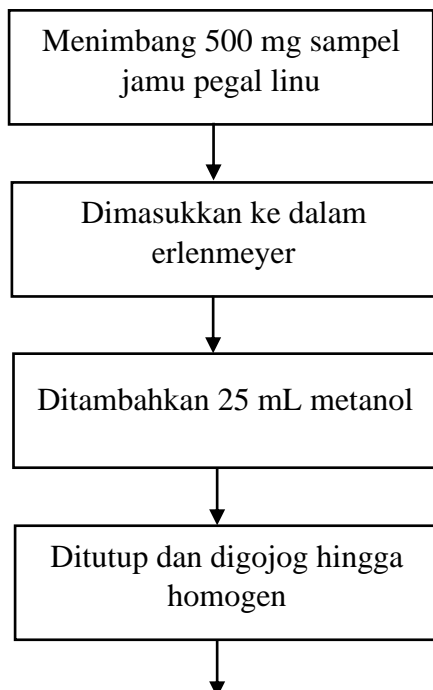 Menimbang 500 mg sampel
jamu pegal linu
Dimasukkan ke dalam
erlenmeyer
Ditambahkan 25 mL metanol
Ditutup dan digojog hingga
homogen